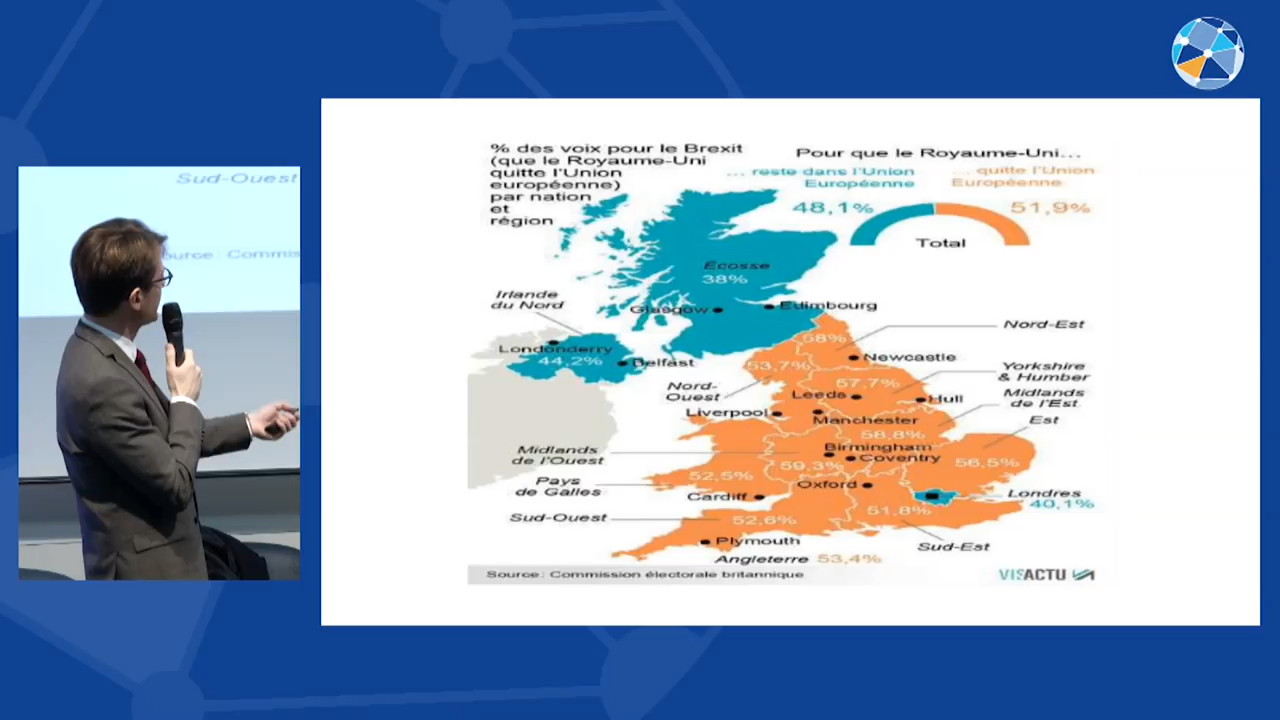 % des voix pour le Brexit
(que le Royaume-Uni
quitte l'Union
européenne)
par nation
et
région
Pour que le Royaume-Uni...
... reste dans l'Union
Européenne
... quitte l'Union
Européenne
48,1%
51,9%
Total
Écosse
38%
Irlande
du Nord
Glasgow
Edimbourg
Londonderry
44,2%
Belfast
58%
Nord-Est
Newcastle
53,7%
Nord-
Ouest
57,7%
Yorkshire
& Humber
Leeds
Hull
Midlands
de l'Est
Liverpool
Manchester
58,8%
Est
Midlands
de l'Ouest
Birmingham
Coventry
59,3%
56,5%
52,5%
Pays
de Galles
Oxford
Cardiff
Londres
40,1%
Sud-Ouest
52,6%
51,8%
Plymouth
Sud-Est
Angleterre 53,4%
Source: Commission électorale britannique
VISACTU
Sud-Ouest
Source: Commis